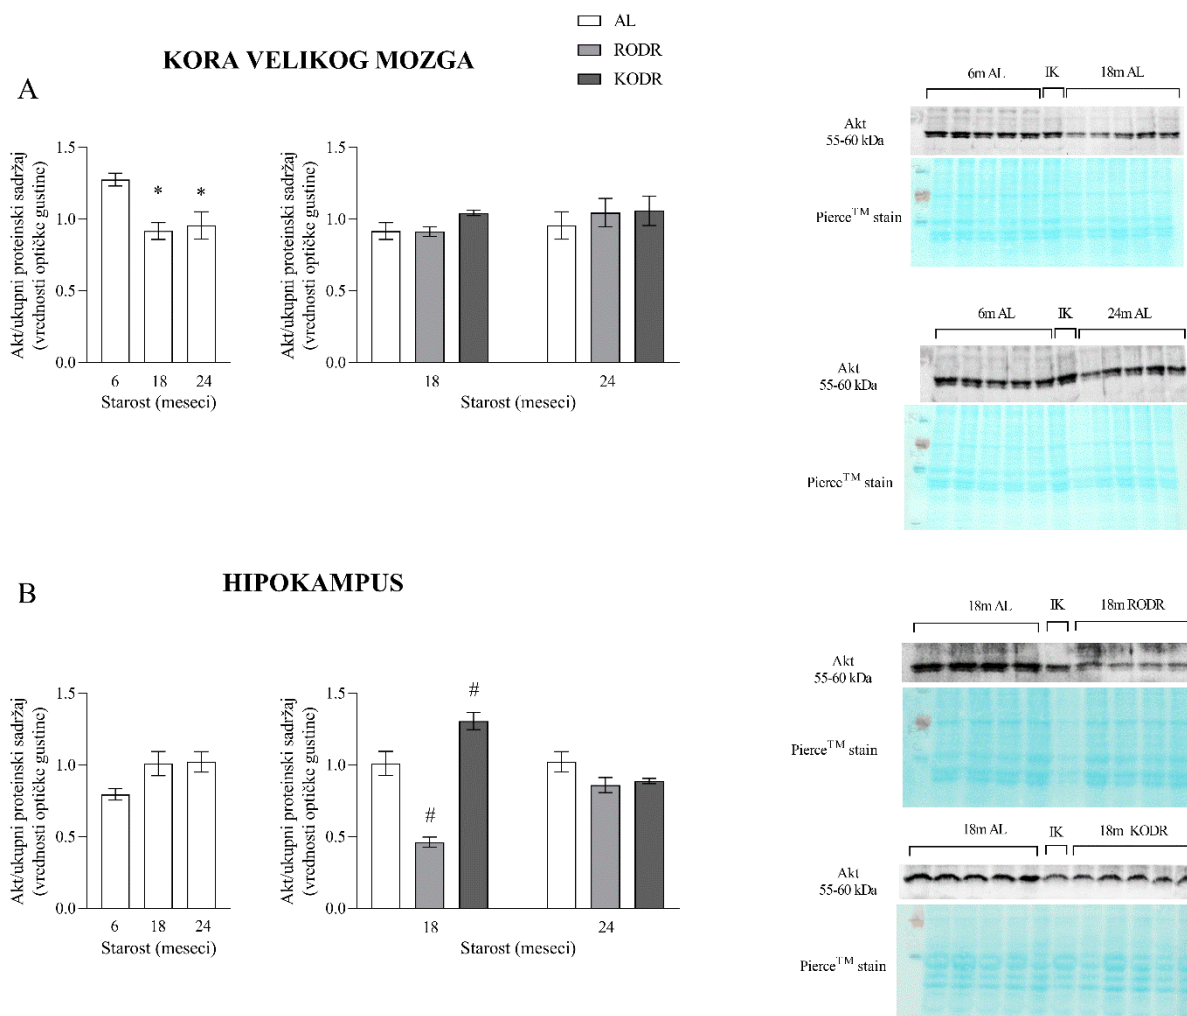 AL
RODR
KODR
KORA VELIKOG MOZGA
A
Akt/ukupni proteinski sadržaj
(vrednosti optičke gustine)
1.5
1.0
0.5
0.0
*
*
6 18 24
Starost (meseci)
Akt/ukupni proteinski sadržaj
(vrednosti optičke gustine)
1.5
1.0
0.5
0.0
18 24
Starost (meseci)
6m AL IK 18m AL
Akt
55-60 kDa
Pierce™ stain
6m AL IK 24m AL
Akt
55-60 kDa
Pierce™ stain
B
HIPOKAMPUS
Akt/ukupni proteinski sadržaj
(vrednosti optičke gustine)
1.5
1.0
0.5
0.0
6 18 24
Starost (meseci)
Akt/ukupni proteinski sadržaj
(vrednosti optičke gustine)
1.5
1.0
0.5
0.0
#
#
18 24
Starost (meseci)
18m AL IK 18m RODR
Akt
55-60 kDa
Pierce™ stain
18m AL IK 18m KODR
Akt
55-60 kDa
Pierce™ stain